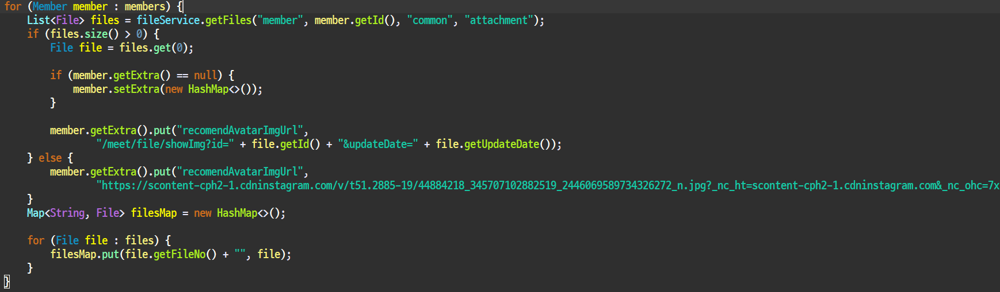 for (Member member : members) {
List<File> files = fileService.getFiles("member", member.getId(), "common", "attachment");
if (files.size() > 0) {
File file = files.get(0);
if (member.getExtra() == null) {
member.setExtra(new HashMap<>());
}
member.getExtra().put("recomendAvatarImgUrl",
"/meet/file/showImg?id=" + file.getId() + "&updateDate=" + file.getUpdateDate());
} else {
member.getExtra().put("recomendAvatarImgUrl",
"https://scontent-cph2-1.cdninstagram.com/v/t51.2885-19/44884218_345707102882519_2446069589734326272_n.jpg?_nc_ht=scontent-cph2-1.cdninstagram.com&_nc_ohc=7x
}
Map<String, File> filesMap = new HashMap<>();
for (File file : files) {
filesMap.put(file.getFileNo() + "", file);
}
}